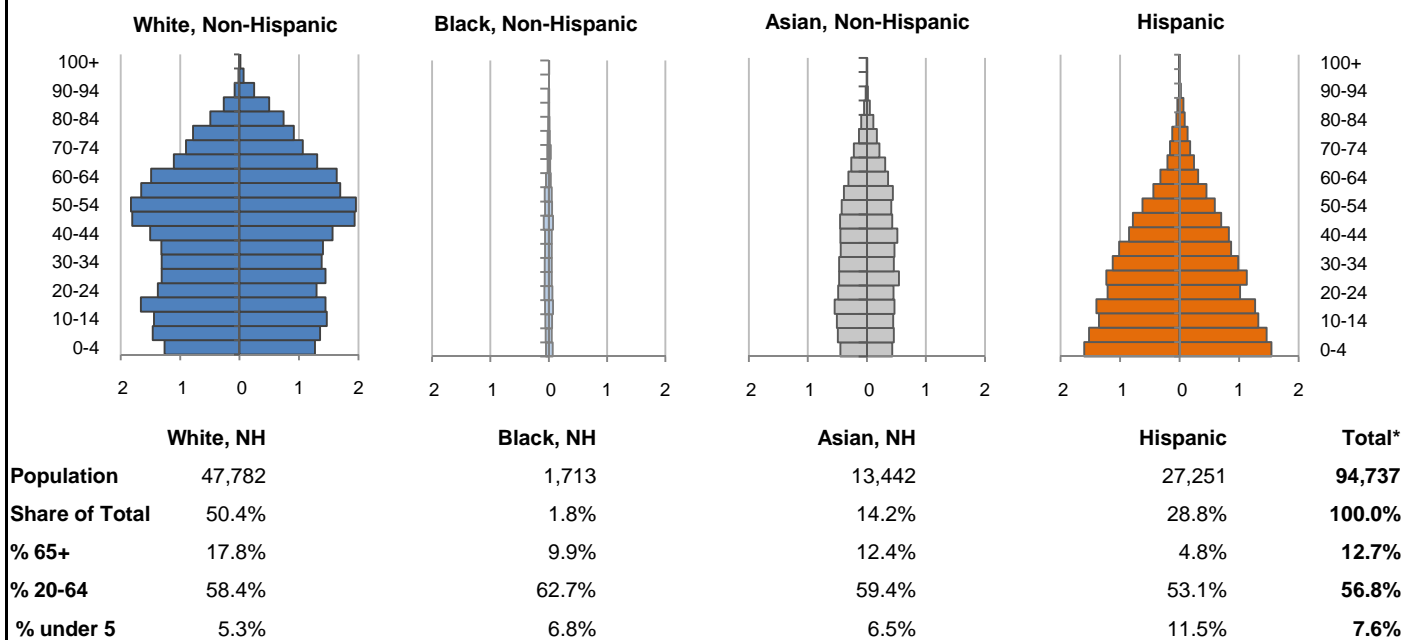 White, Non-Hispanic Black, Non-Hispanic Asian, Non-Hispanic Hispanic
100+ 100+
90-94 90-94
80-84 80-84
70-74 70-74
60-64 60-64
50-54 50-54
40-44 40-44
30-34 30-34
20-24 20-24
10-14 10-14
0-4 0-4
2 1 0 1 2 2 1 0 1 2 2 1 0 1 2 2 1 0 1 2
White, NH Black, NH Asian, NH Hispanic Total*
Population 47,782 1,713 13,442 27,251 94,737
Share of Total 50.4% 1.8% 14.2% 28.8% 100.0%
% 65+ 17.8% 9.9% 12.4% 4.8% 12.7%
% 20-64 58.4% 62.7% 59.4% 53.1% 56.8%
% under 5 5.3% 6.8% 6.5% 11.5% 7.6%